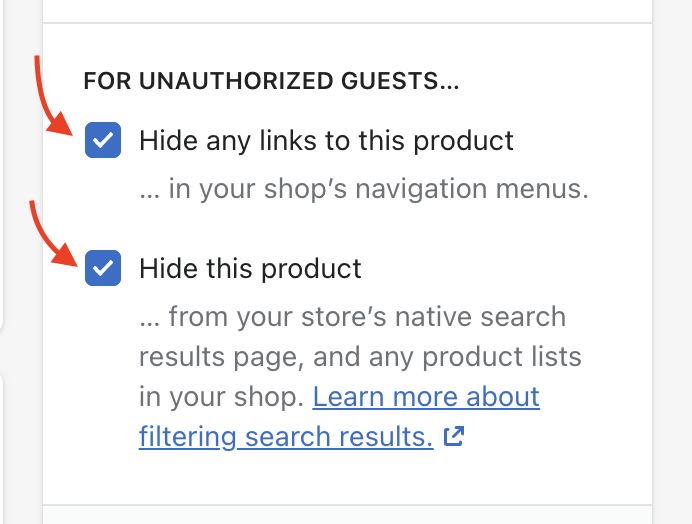 FOR UNAUTHORIZED GUESTS...
Hide any links to this product
... in your shop’s navigation menus.
Hide this product
... from your store’s native search
results page, and any product lists
in your shop. Learn more about
filtering search results.